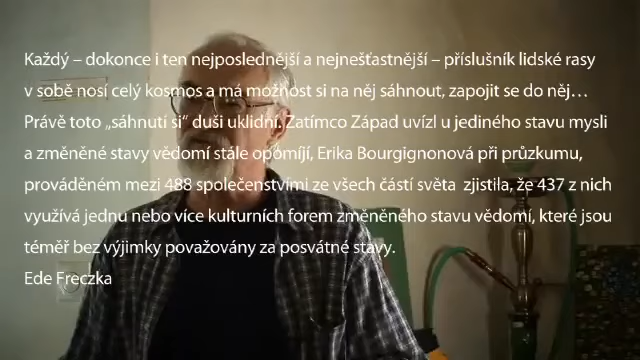 Každý – dokonce i ten nejposlednější a nejnešťastnější – příslušník lidské rasy
v sobě nosí celý kosmos a má možnost si na něj sáhnout, zapojit se do něj…
Právě toto „sáhnutí si“ duši uklidní. Zatímco Západ uvízl u jediného stavu mysli
a změněné stavy vědomí stále opomíjí, Erika Bourgignonová při průzkumu,
prováděném mezi 488 společenstvími ze všech částí světa zjistila, že 437 z nich
využívá jednu nebo více kulturních forem změněného stavu vědomí, které jsou
téměř bez výjimky považovány za posvátné stavy.
Ede Freczka